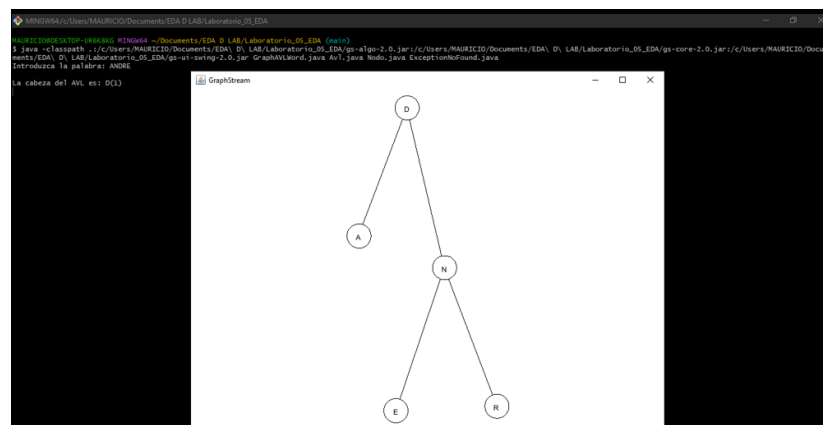 MINGW64:/c/Users/MAURICIO/Documents/EDA D LAB/Laboratorio_05_EDA
MAURICIO@DESKTOP-UR6K8KG MINGW64 ~/Documents/EDA D LAB/Laboratorio_05_EDA (main)
$ java -classpath .:/c/Users/MAURICIO/Documents/EDA\ D\ LAB/Laboratorio_05_EDA/gs-algo-2.0.jar:/c/Users/MAURICIO/Documents/EDA\ D\ LAB/Laboratorio_05_EDA/gs-core-2.0.jar:/c/Users/MAURICIO/Docu
ments/EDA\ D\ LAB/Laboratorio_05_EDA/gs-ui-swing-2.0.jar GraphAVLWord.java Avl.java Nodo.java ExceptionNoFound.java
Introduzca la palabra: ANDRE
La cabeza del AVL es: D(1)
GraphStream
D
A
N
E
R